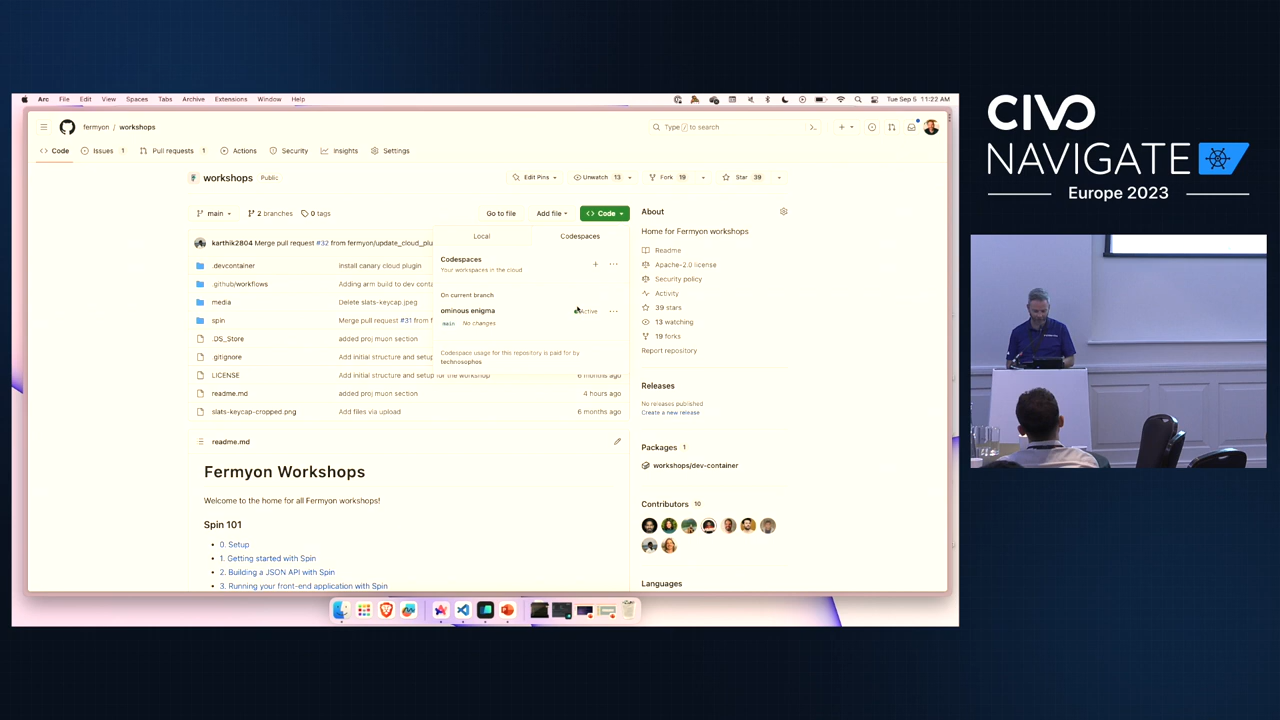 Arc File Edit View Spaces Tabs Archive Extensions Window Help Tue Sep 5 11:22 AM
fermyon / workshops Type / to search
Code Issues 1 Pull requests 1 Actions Security Insights Settings
workshops Public Edit Pins Unwatch 13 Fork 19 Star 39
main 2 branches 0 tags Go to file Add file Code
Local Codespaces
karthik2804 Merge pull request #32 from fermyon/update_cloud_plu
Codespaces
Your workspaces in the cloud
.devcontainer install canary cloud plugin
.github/workflows Adding arm build to dev conta
On current branch
media Delete slats-keycap.jpeg
ominous enigma Active
spin Merge pull request #31 from f
main No changes
.DS_Store added proj muon section
.gitignore Add initial structure and setup
Codespace usage for this repository is paid for by
technosophos
LICENSE Add initial structure and setup for the workshop 6 months ago
readme.md added proj muon section 4 hours ago
slats-keycap-cropped.png Add files via upload 6 months ago
readme.md
Fermyon Workshops
Welcome to the home for all Fermyon workshops!
Spin 101
0. Setup
1. Getting started with Spin
2. Building a JSON API with Spin
3. Running your front-end application with Spin
About
Home for Fermyon workshops
Readme
Apache-2.0 license
Security policy
Activity
39 stars
13 watching
19 forks
Report repository
Releases
No releases published
Create a new release
Packages 1
workshops/dev-container
Contributors 10
Languages
CIVO
NAVIGATE
Europe 2023